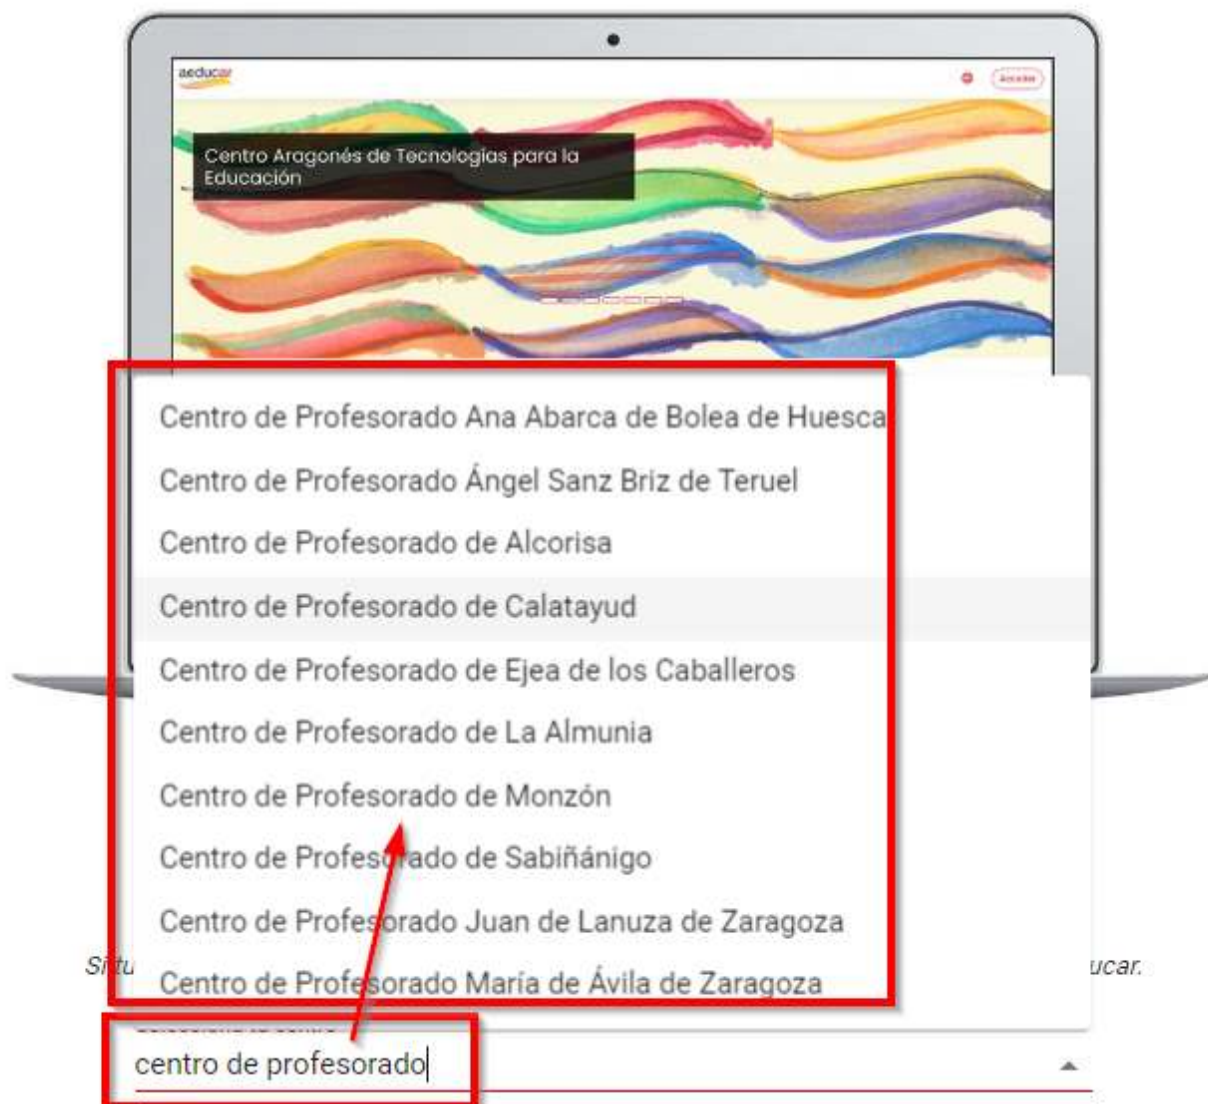 aeducar
Acceder
Centro Aragonés de Tecnologías para la
Educación
Centro de Profesorado Ana Abarca de Bolea de Huesca
Centro de Profesorado Ángel Sanz Briz de Teruel
Centro de Profesorado de Alcorisa
Centro de Profesorado de Calatayud
Centro de Profesorado de Ejea de los Caballeros
Centro de Profesorado de La Almunia
Centro de Profesorado de Monzón
Centro de Profesorado de Sabiñánigo
Centro de Profesorado Juan de Lanuza de Zaragoza
Si tu ucar.
Centro de Profesorado María de Ávila de Zaragoza
centro de profesorado